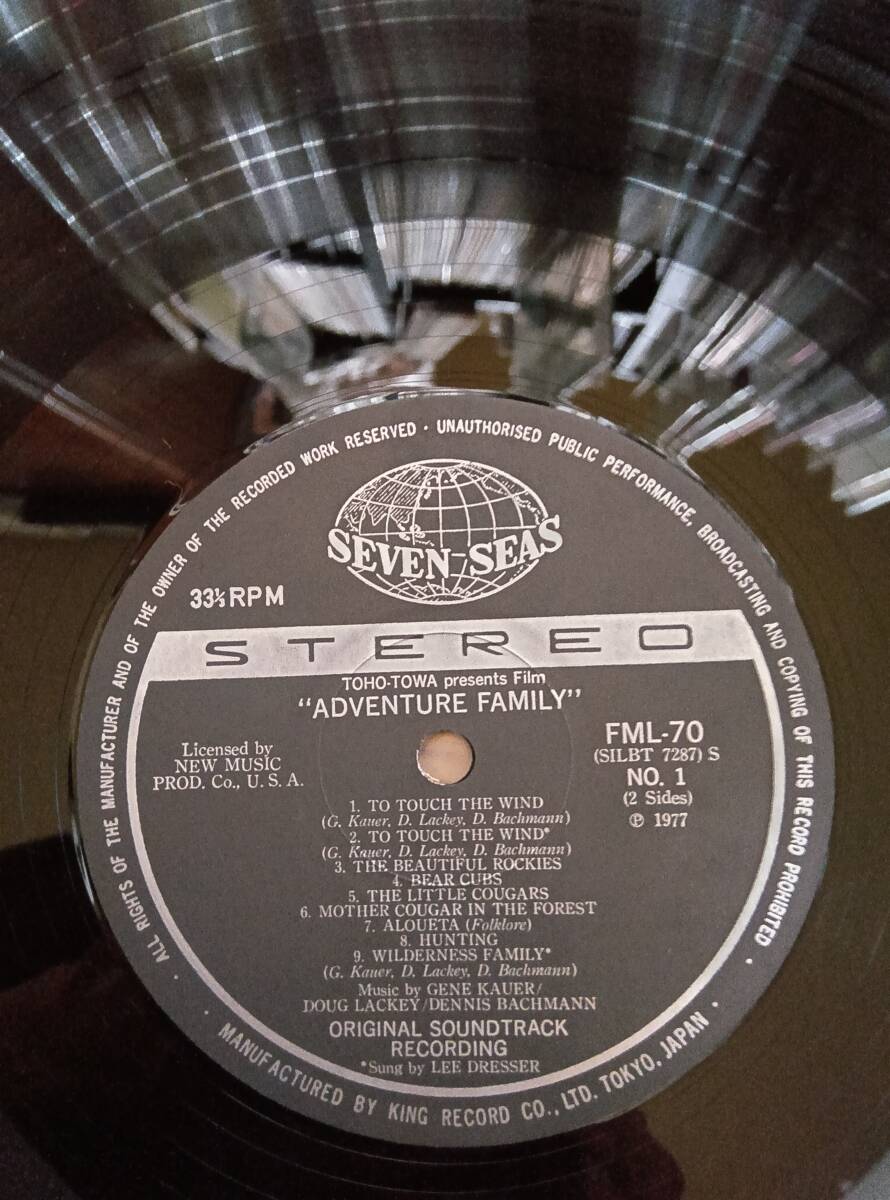 ALL RIGHTS OF THE MANUFACTURER AND OF THE OWNER OF THE RECORDED WORK RESERVED · UNAUTHORISED PUBLIC PERFORMANCE, BROADCASTING AND COPYING OF THIS RECORD PROHIBITED ·
SEVEN SEAS
33⅓ RPM
STEREO
TOHO-TOWA presents Film
"ADVENTURE FAMILY"
Licensed by
NEW MUSIC
PROD. Co., U. S. A.
FML-70
(SILBT 7287) S
NO. 1
(2 Sides)
℗ 1977
1. TO TOUCH THE WIND
(G. Kauer, D. Lackey, D. Bachmann)
2. TO TOUCH THE WIND*
(G. Kauer, D. Lackey, D. Bachmann)
3. THE BEAUTIFUL ROCKIES
4. BEAR CUBS
5. THE LITTLE COUGARS
6. MOTHER COUGAR IN THE FOREST
7. ALOUETA (Folklore)
8. HUNTING
9. WILDERNESS FAMILY*
(G. Kauer, D. Lackey, D. Bachmann)
Music by GENE KAUER/
DOUG LACKEY/DENNIS BACHMANN
ORIGINAL SOUNDTRACK
RECORDING
*Sung by LEE DRESSER
· MANUFACTURED BY KING RECORD CO., LTD. TOKYO, JAPAN ·